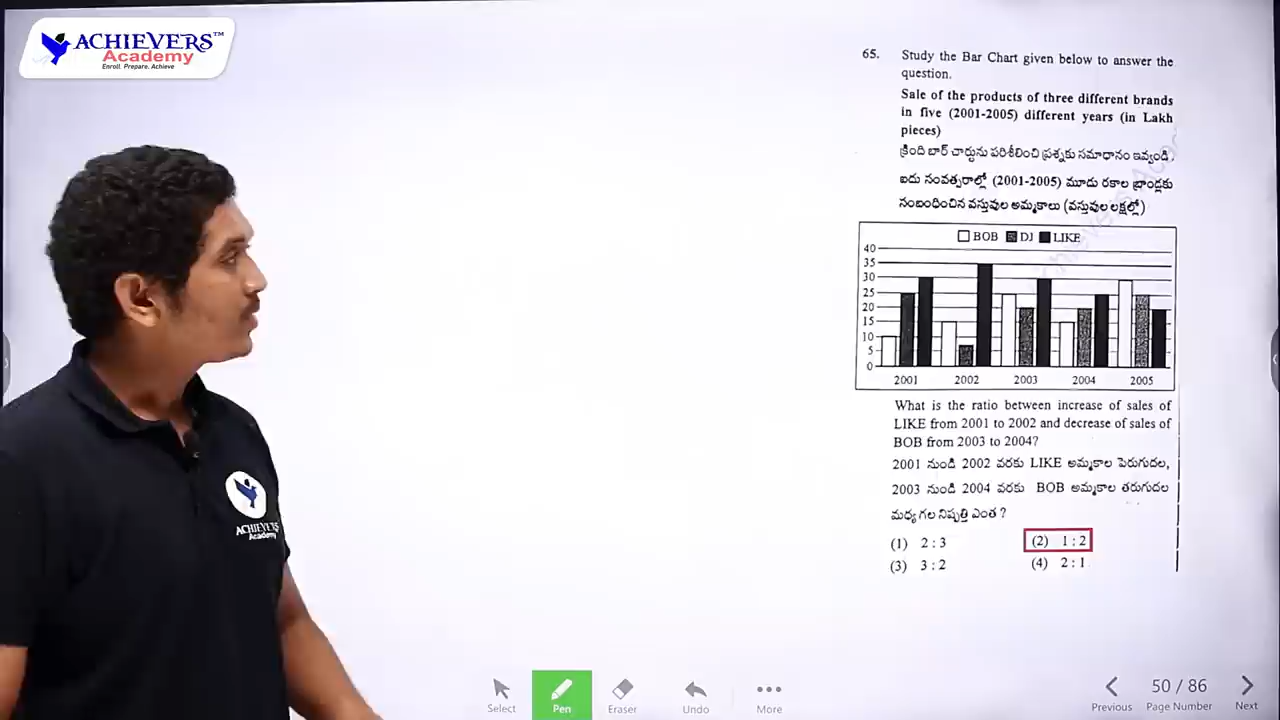 ACHIEVERS™
Academy
Enroll. Prepare. Achieve
65. Study the Bar Chart given below to answer the
question.
Sale of the products of three different brands
in five (2001-2005) different years (in Lakh
pieces)
క్రింది బార్ చార్టును పరిశీలించి ప్రశ్నకు సమాధానం ఇవ్వండి.
ఐదు సంవత్సరాల్లో (2001-2005) మూడు రకాల బ్రాండ్లకు
సంబంధించిన వస్తువుల అమ్మకాలు (వస్తువుల లక్షల్లో)
BOB DJ LIKE
40
35
30
25
20
15
10
5
0
2001 2002 2003 2004 2005
What is the ratio between increase of sales of
LIKE from 2001 to 2002 and decrease of sales of
BOB from 2003 to 2004?
2001 నుండి 2002 వరకు LIKE అమ్మకాల పెరుగుదల,
2003 నుండి 2004 వరకు BOB అమ్మకాల తరుగుదల
మధ్య గల నిష్పత్తి ఎంత ?
(1) 2 : 3 (2) 1 : 2
(3) 3 : 2 (4) 2 : 1
ACHIEVERS
Academy
Select Pen Eraser Undo More
Previous 50 / 86 Page Number Next